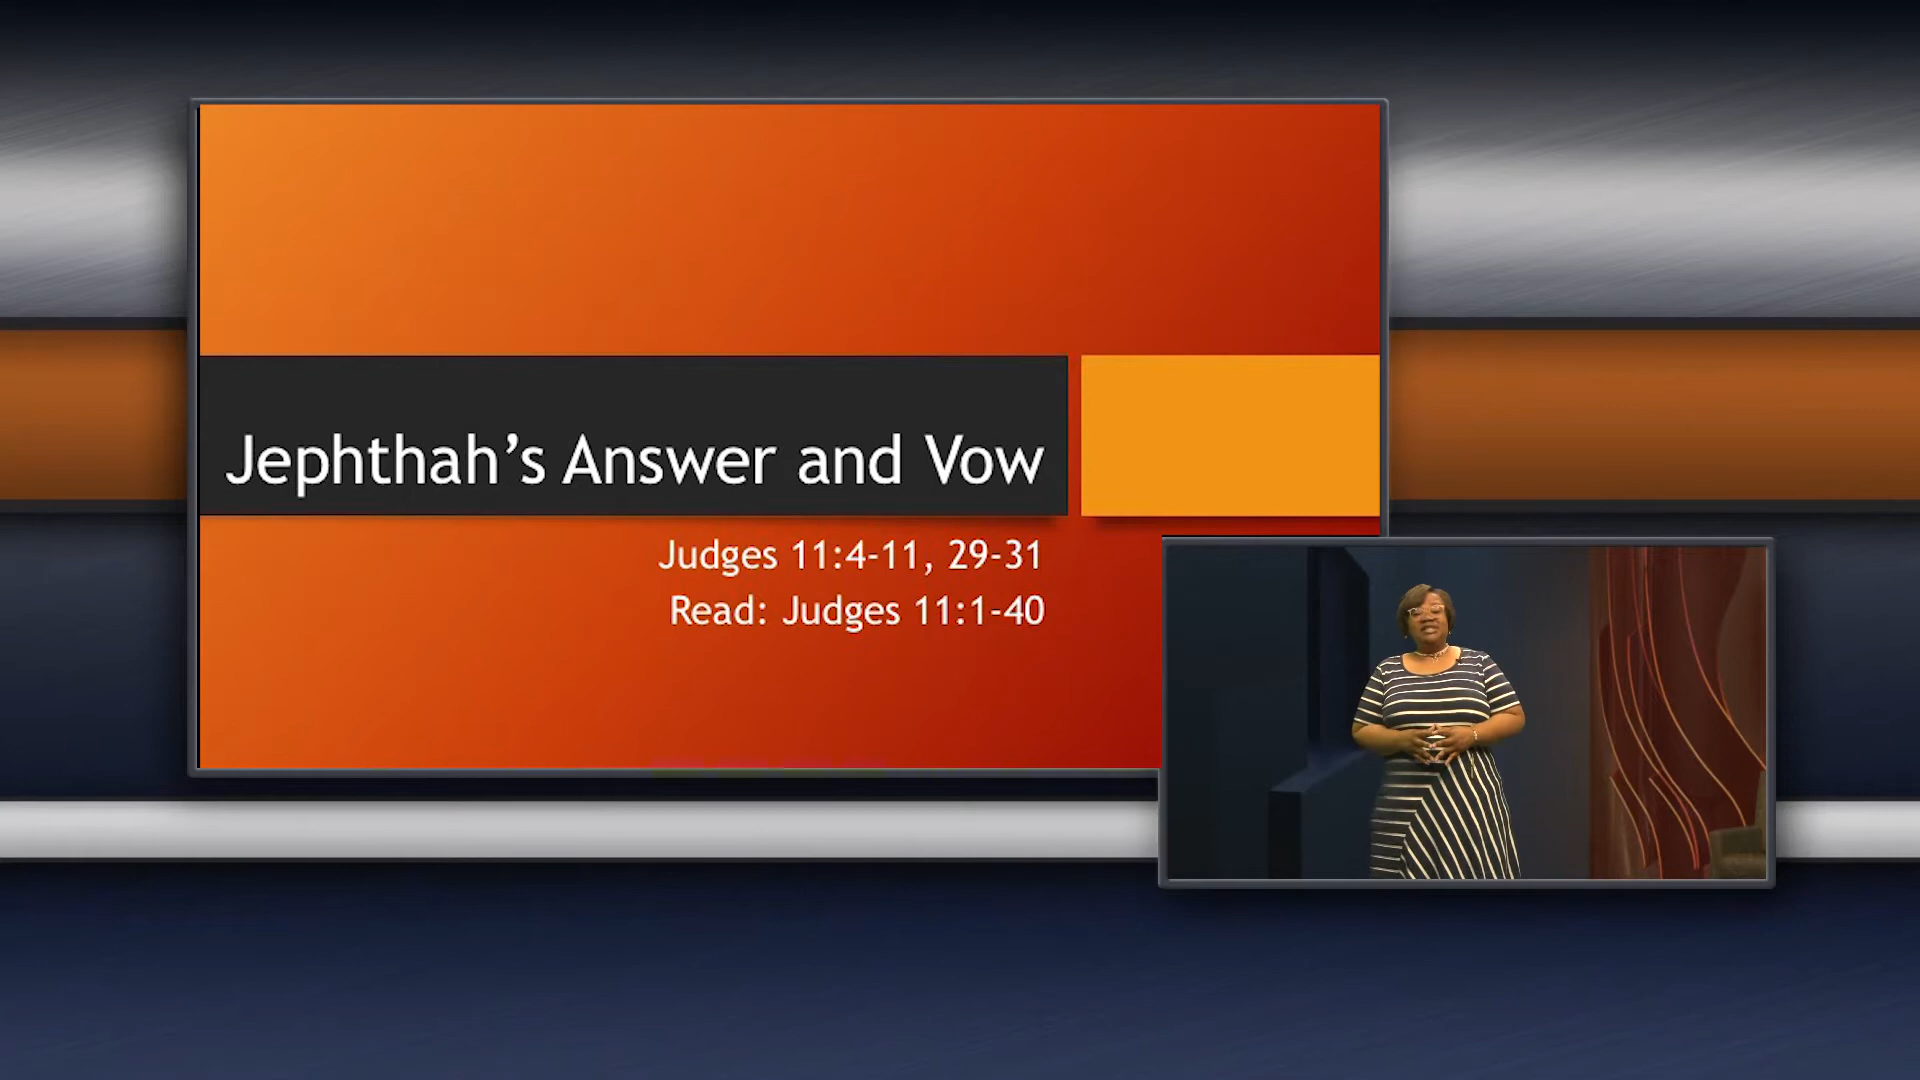 Jephthah’s Answer and Vow
Judges 11:4-11, 29-31
Read: Judges 11:1-40